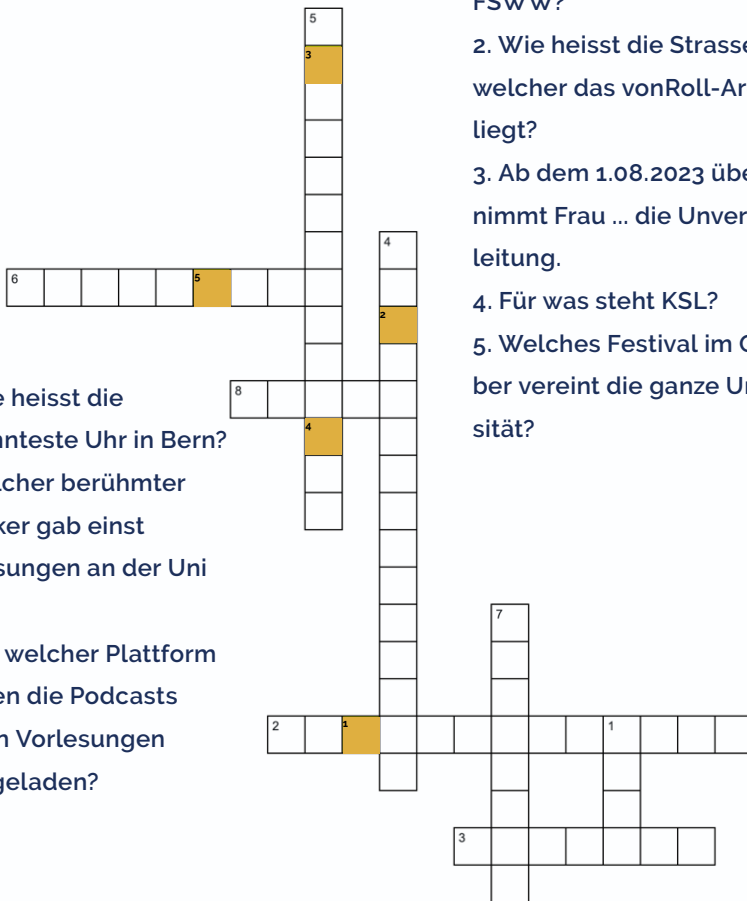 FSWW?
2. Wie heisst die Strasse
welcher das vonRoll-Ar
liegt?
3. Ab dem 1.08.2023 übe
nimmt Frau ... die Unver
leitung.
4. Für was steht KSL?
5. Welches Festival im O
ber vereint die ganze Un
sität?
e heisst die
nnteste Uhr in Bern?
lcher berühmter
ker gab einst
sungen an der Uni
welcher Plattform
en die Podcasts
n Vorlesungen
geladen?
5
3
4
6
5
2
8
4
7
2
1
1
3